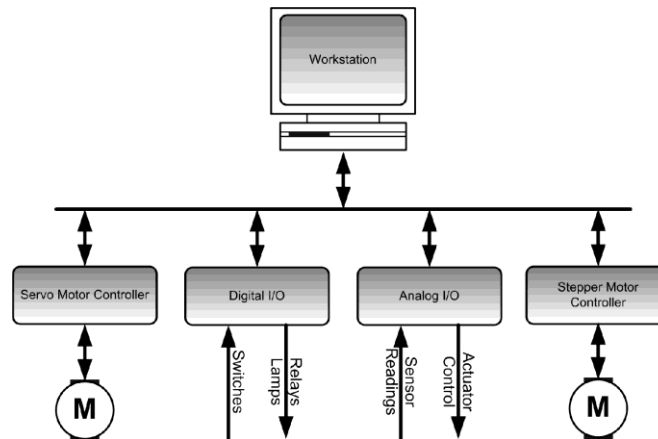 Workstation
Servo Motor Controller
Digital I/O
Analog I/O
Stepper Motor
Controller
Switches
Relays
Lamps
Sensor
Readings
Actuator
Control
M
M